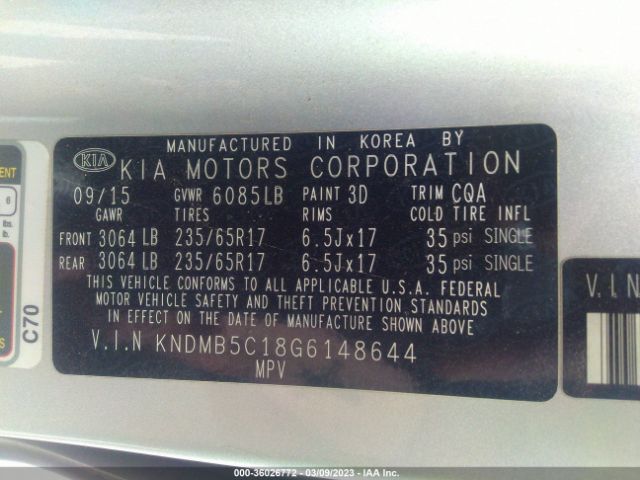 MANUFACTURED IN KOREA BY
KIA KIA MOTORS CORPORATION
09/15 GVWR 6085LB PAINT 3D TRIM CQA
GAWR TIRES RIMS COLD TIRE INFL
FRONT 3064 LB 235/65R17 6.5Jx17 35 psi SINGLE
REAR 3064 LB 235/65R17 6.5Jx17 35 psi SINGLE
THIS VEHICLE CONFORMS TO ALL APPLICABLE U.S.A. FEDERAL
MOTOR VEHICLE SAFETY AND THEFT PREVENTION STANDARDS
IN EFFECT ON THE DATE OF MANUFACTURE SHOWN ABOVE
V.I.N KNDMB5C18G6148644
MPV
C70
6
lbs.
lb.
V.I.N
000-36026772 - 03/09/2023 - IAA Inc.